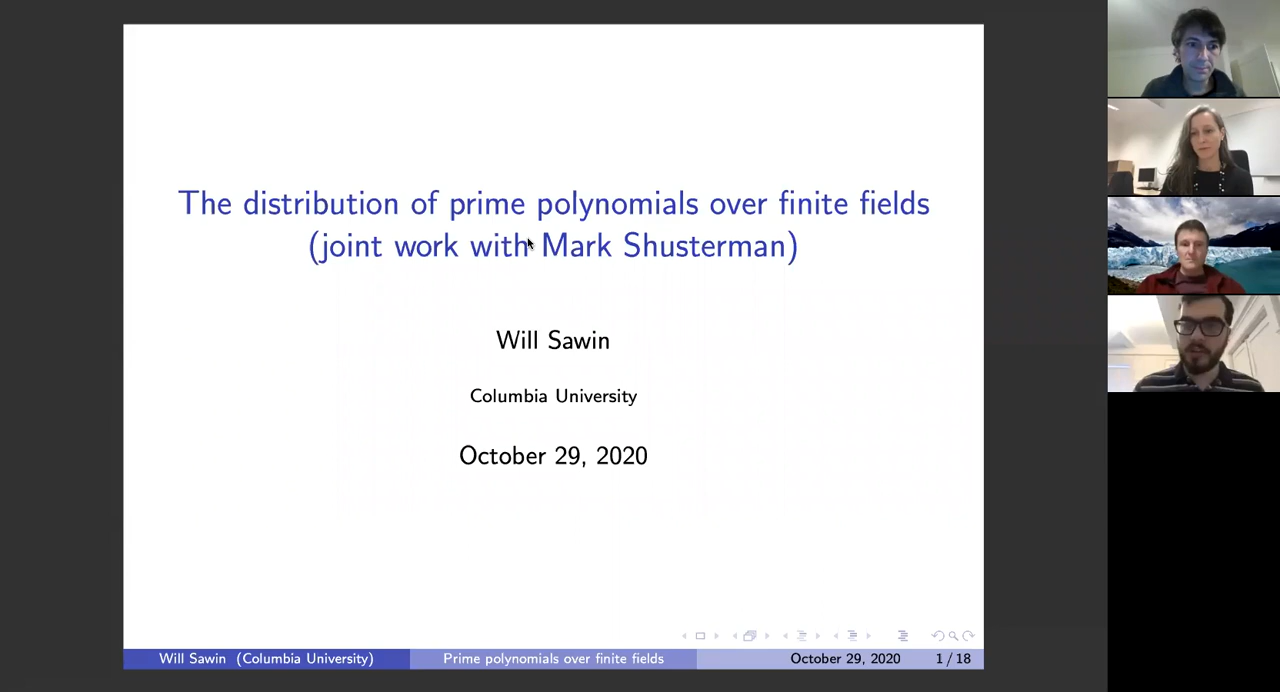 The distribution of prime polynomials over finite fields
(joint work with Mark Shusterman)
Will Sawin
Columbia University
October 29, 2020
Will Sawin (Columbia University)
Prime polynomials over finite fields
October 29, 2020
1 / 18